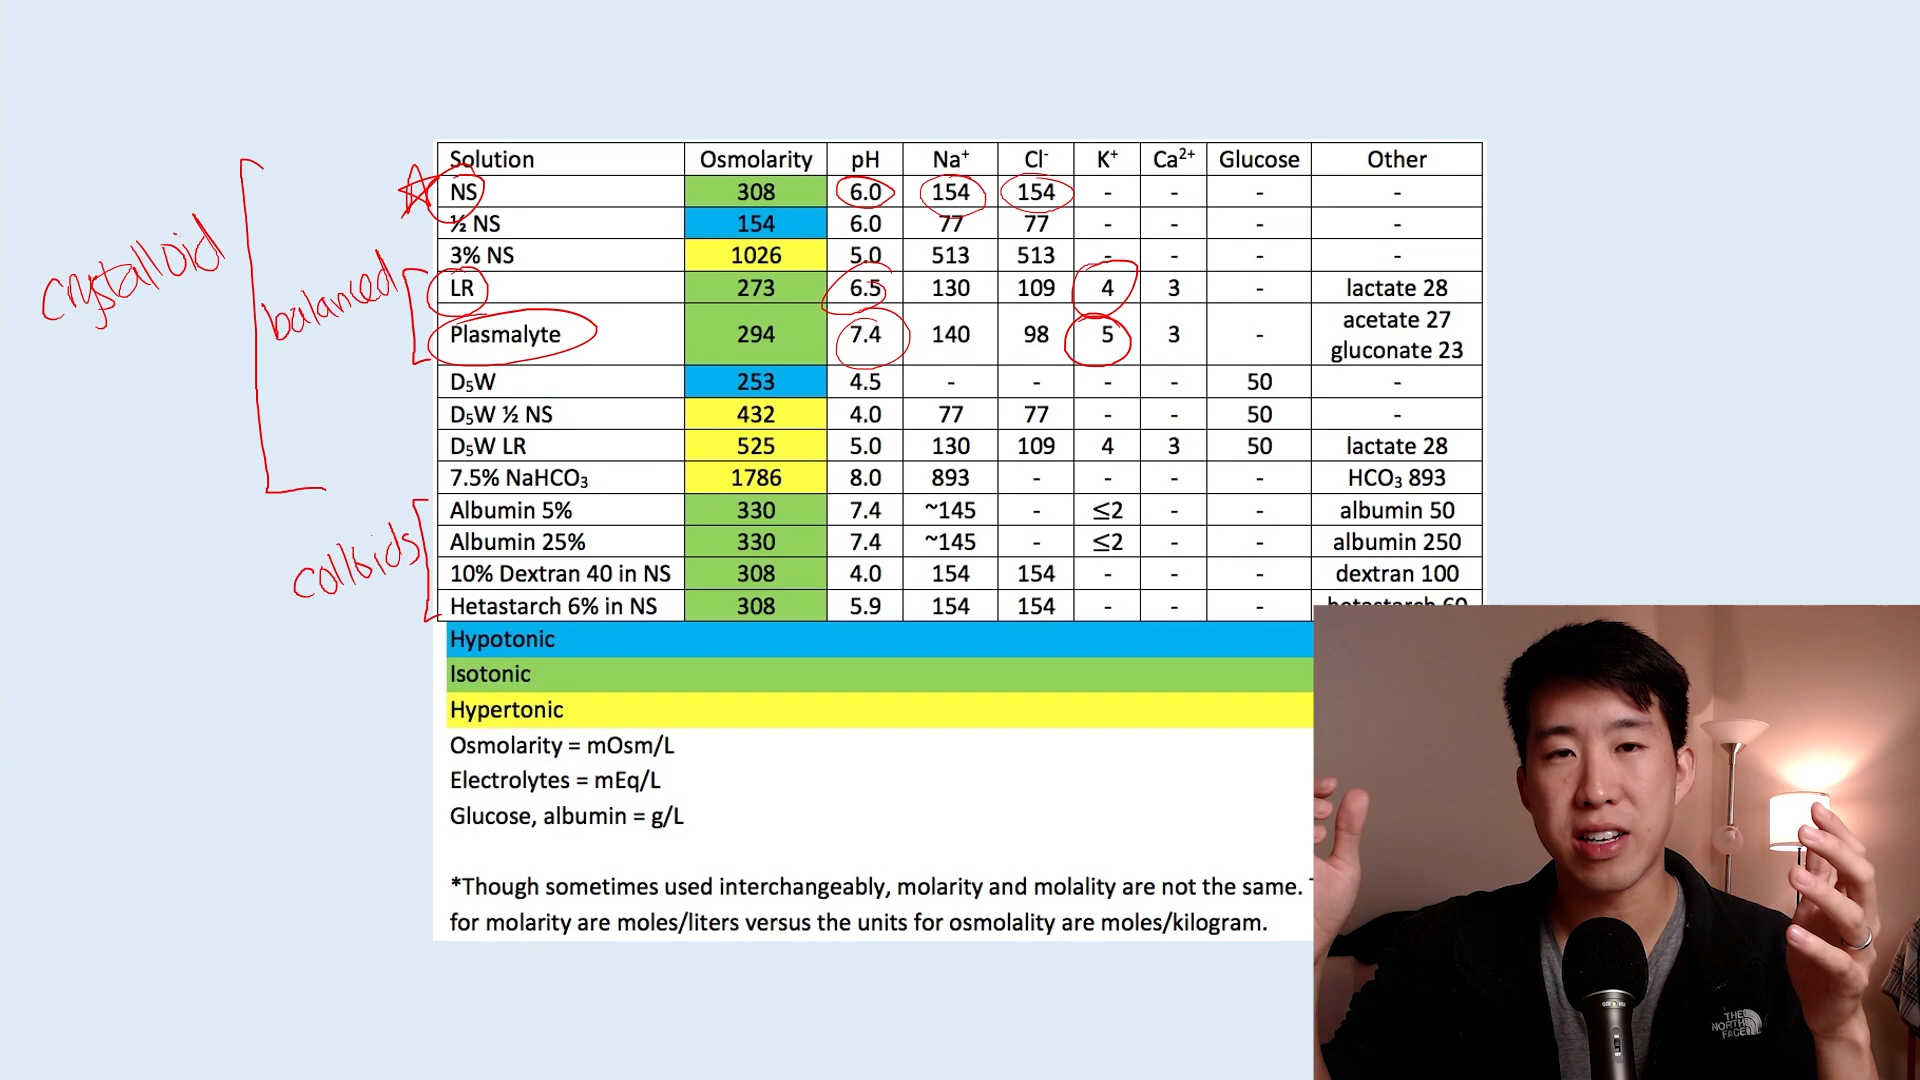 crystalloid
balanced
colloids
Solution Osmolarity pH Na+ Cl- K+ Ca2+ Glucose Other
NS 308 6.0 154 154 - - - -
½ NS 154 6.0 77 77 - - - -
3% NS 1026 5.0 513 513 - - - -
LR 273 6.5 130 109 4 3 - lactate 28
Plasmalyte 294 7.4 140 98 5 3 - acetate 27
gluconate 23
D₅W 253 4.5 - - - - 50 -
D₅W ½ NS 432 4.0 77 77 - - 50 -
D₅W LR 525 5.0 130 109 4 3 50 lactate 28
7.5% NaHCO₃ 1786 8.0 893 - - - - HCO₃ 893
Albumin 5% 330 7.4 ~145 - ≤2 - - albumin 50
Albumin 25% 330 7.4 ~145 - ≤2 - - albumin 250
10% Dextran 40 in NS 308 4.0 154 154 - - - dextran 100
Hetastarch 6% in NS 308 5.9 154 154 - - - hetastarch 60
Hypotonic
Isotonic
Hypertonic
Osmolarity = mOsm/L
Electrolytes = mEq/L
Glucose, albumin = g/L
*Though sometimes used interchangeably, molarity and molality are not the same.
for molarity are moles/liters versus the units for osmolality are moles/kilogram.
THE
NORTH
FACE